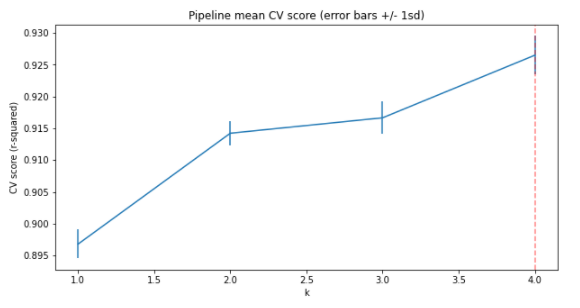 Pipeline mean CV score (error bars +/- 1sd)
0.930
0.925
0.920
0.915
0.910
0.905
0.900
0.895
CV score (r-squared)
1.0 1.5 2.0 2.5 3.0 3.5 4.0
k